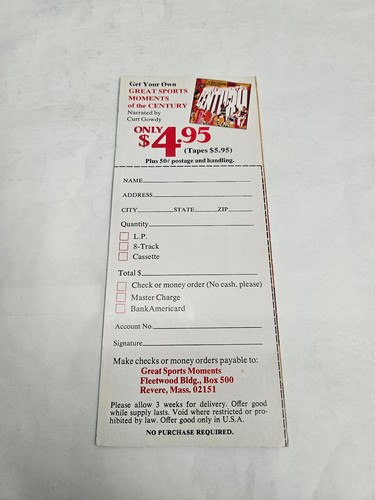 Get Your Own
GREAT SPORTS
MOMENTS
of the CENTURY
Narrated by
Curt Gowdy
ONLY
$4.95
(Tapes $5.95)
Plus 50¢ postage and handling.
NAME
ADDRESS
CITY STATE ZIP
Quantity
L.P.
8-Track
Cassette
Total $
Check or money order (No cash, please)
Master Charge
BankAmericard
Account No.
Signature
Make checks or money orders payable to:
Great Sports Moments
Fleetwood Bldg., Box 500
Revere, Mass. 02151
Please allow 3 weeks for delivery. Offer good
while supply lasts. Void where restricted or pro-
hibited by law. Offer good only in U.S.A.
NO PURCHASE REQUIRED.